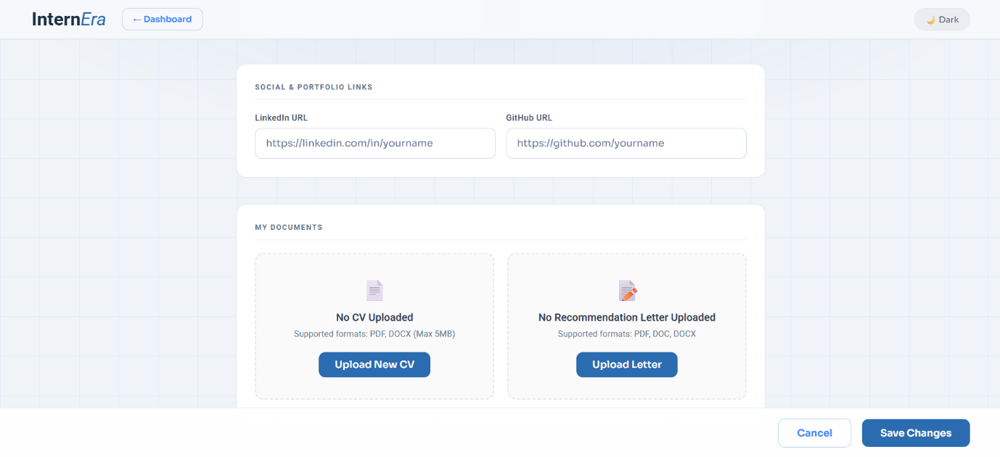 InternEra
← Dashboard
🌙 Dark
SOCIAL & PORTFOLIO LINKS
LinkedIn URL
GitHub URL
https://linkedin.com/in/yourname
https://github.com/yourname
MY DOCUMENTS
No CV Uploaded
Supported formats: PDF, DOCX (Max 5MB)
Upload New CV
No Recommendation Letter Uploaded
Supported formats: PDF, DOC, DOCX
Upload Letter
Cancel
Save Changes